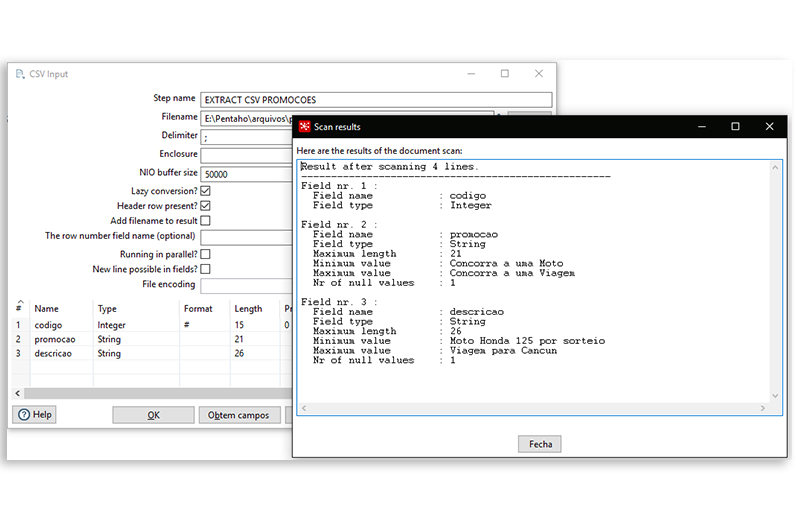 CSV Input
Step name EXTRACT CSV PROMOCOES
Filename E:\Pentaho\arquivos\p
Delimiter ;
Enclosure
NIO buffer size 50000
Lazy conversion?
Header row present?
Add filename to result
The row number field name (optional)
Running in parallel?
New line possible in fields?
File encoding
# Name Type Format Length P
1 codigo Integer # 15 0
2 promocao String 21
3 descricao String 26
Help OK Obtem campos
Scan results
Here are the results of the document scan:
Result after scanning 4 lines.
----------------------------------------------------
Field nr. 1 :
Field name : codigo
Field type : Integer
Field nr. 2 :
Field name : promocao
Field type : String
Maximum length : 21
Minimum value : Concorra a uma Moto
Maximum value : Concorra a uma Viagem
Nr of null values : 1
Field nr. 3 :
Field name : descricao
Field type : String
Maximum length : 26
Minimum value : Moto Honda 125 por sorteio
Maximum value : Viagem para Cancun
Nr of null values : 1
Fecha